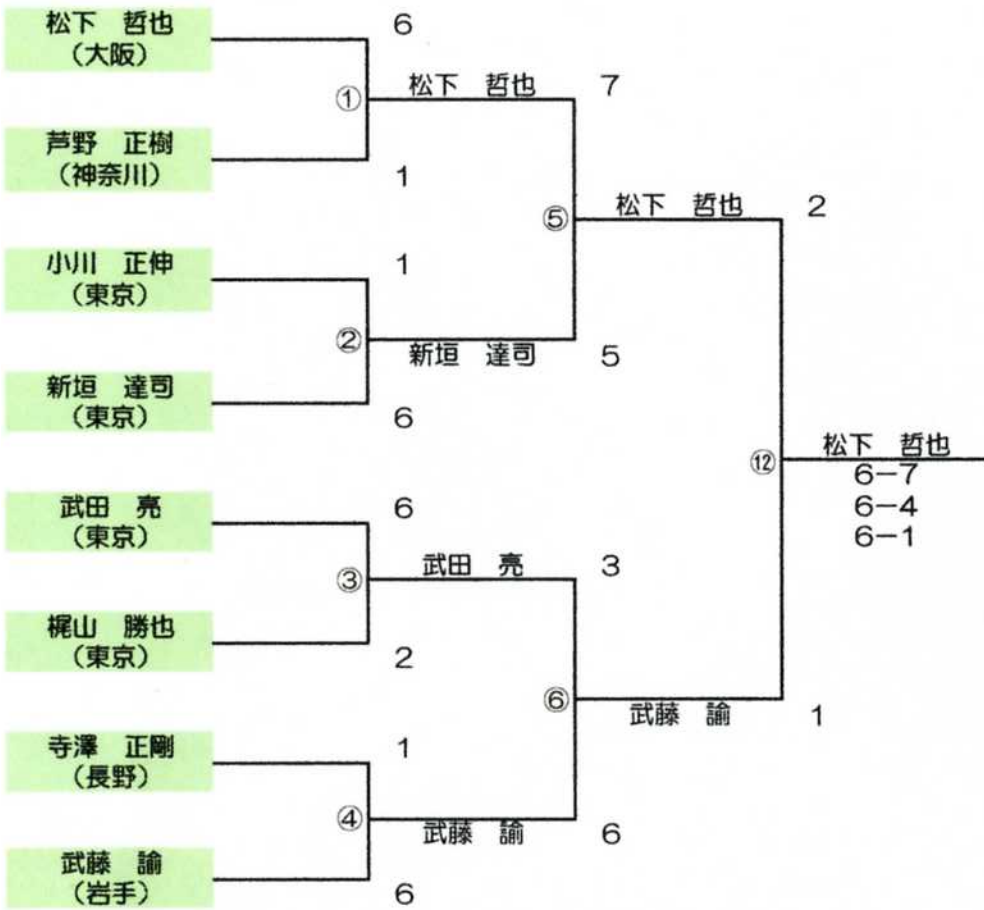 松下　哲也
（大阪）
6
①
松下　哲也
7
芦野　正樹
（神奈川）
1
⑤
松下　哲也
2
小川　正伸
（東京）
1
②
新垣　達司
5
新垣　達司
（東京）
6
⑫
松下　哲也
6－7
6－4
6－1
武田　亮
（東京）
6
③
武田　亮
3
梶山　勝也
（東京）
2
⑥
武藤　諭
1
寺澤　正剛
（長野）
1
④
武藤　諭
6
武藤　諭
（岩手）
6